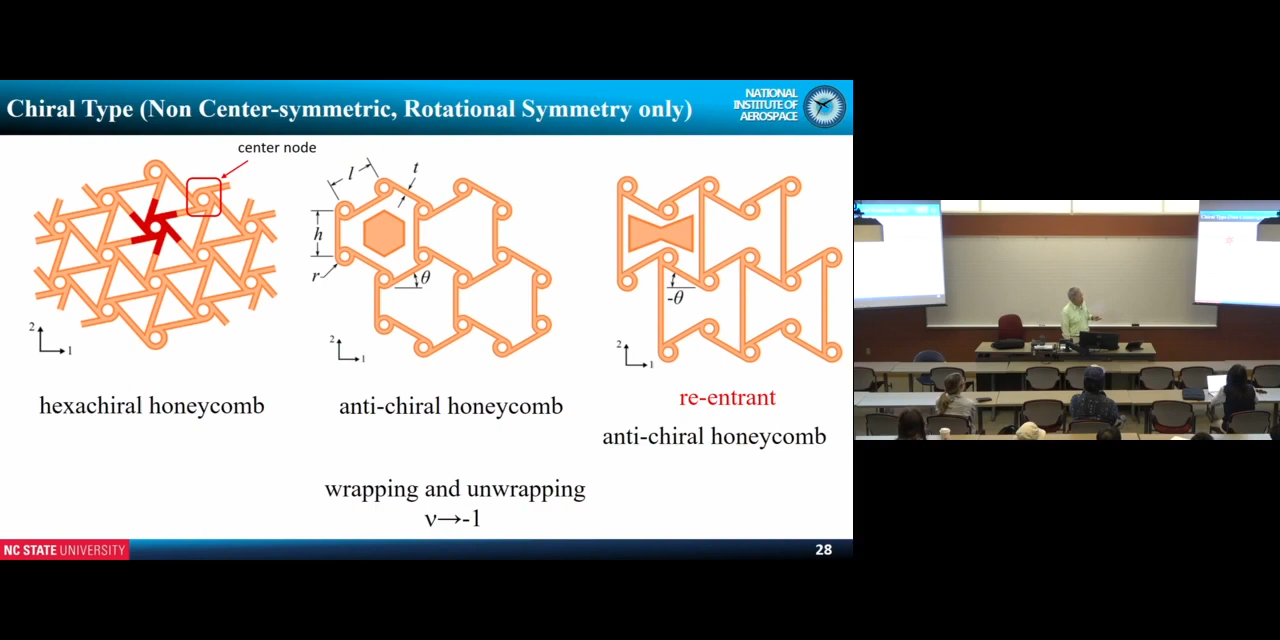 Chiral Type (Non Center-symmetric, Rotational Symmetry only)
NATIONAL
INSTITUTE OF
AEROSPACE
center node
l
t
h
r
θ
-θ
2
1
2
1
2
1
hexachiral honeycomb
anti-chiral honeycomb
re-entrant
anti-chiral honeycomb
wrapping and unwrapping
ν→-1
NC STATE UNIVERSITY
28